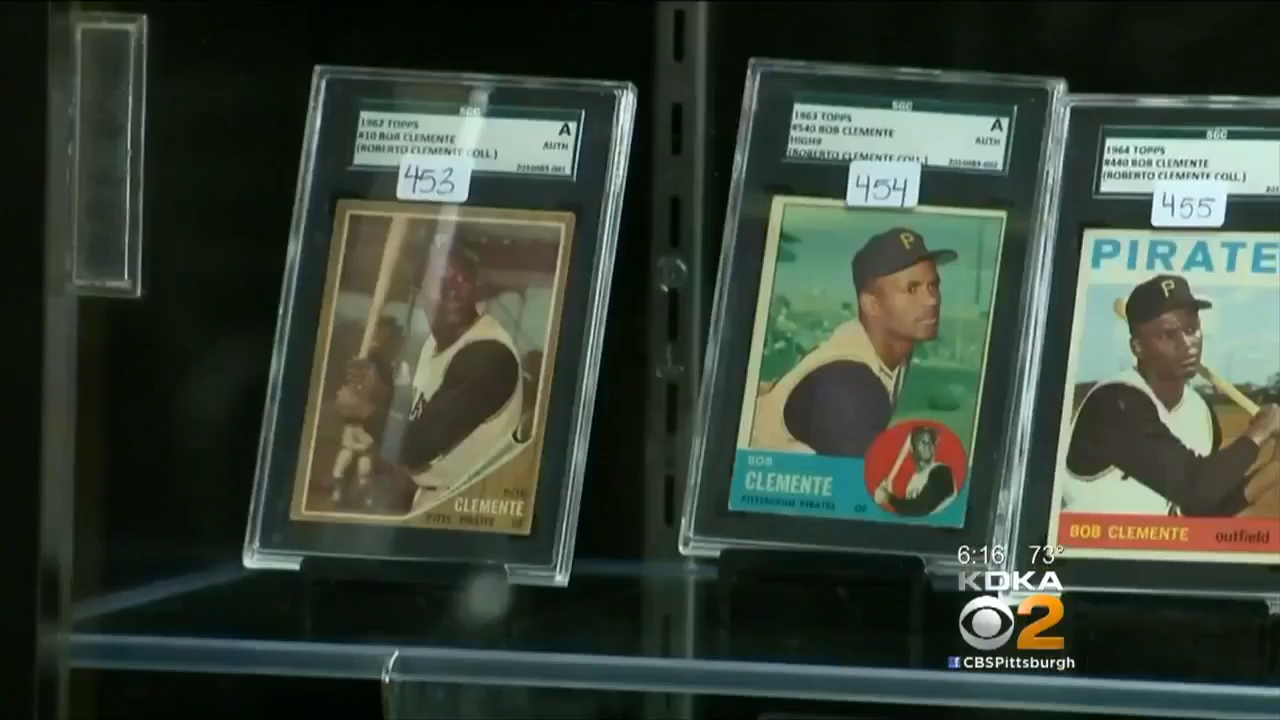 SGC
1962 TOPPS
#10 BOB CLEMENTE
(ROBERTO CLEMENTE COLL.)
A
AUTH
453
P
BOB
CLEMENTE
PITTS PIRATES OF
SGC
1963 TOPPS
#540 BOB CLEMENTE
HIGH#
(ROBERTO CLEMENTE COLL.)
A
AUTH
454
P
BOB
CLEMENTE
PITTSBURGH PIRATES OF
SGC
1964 TOPPS
#440 BOB CLEMENTE
(ROBERTO CLEMENTE COLL.)
455
PIRATE
P
BOB CLEMENTE outfield
6:16 73°
KDKA
2
f CBSPittsburgh